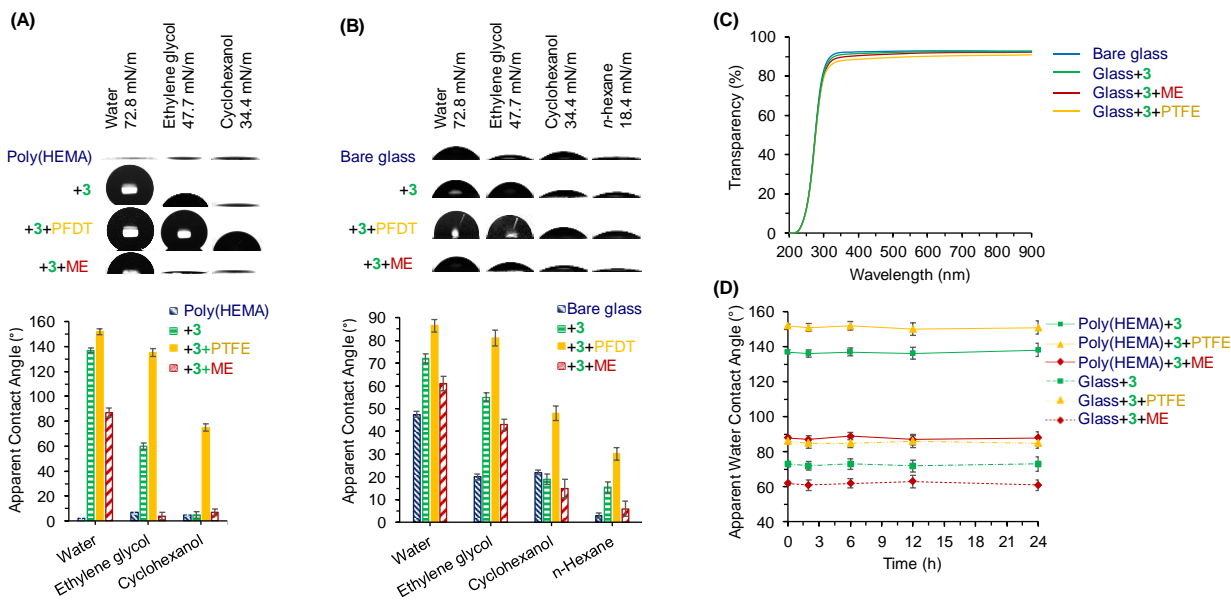 (A)
Water
72.8 mN/m
Ethylene glycol
47.7 mN/m
Cyclohexanol
34.4 mN/m
Poly(HEMA)
+3
+3+PFDT
+3+ME
Apparent Contact Angle (°)
160
140
120
100
80
60
40
20
0
Poly(HEMA)
+3
+3+PTFE
+3+ME
Water
Ethylene glycol
Cyclohexanol
(B)
Water
72.8 mN/m
Ethylene glycol
47.7 mN/m
Cyclohexanol
34.4 mN/m
n-hexane
18.4 mN/m
Bare glass
+3
+3+PFDT
+3+ME
Apparent Contact Angle (°)
90
80
70
60
50
40
30
20
10
0
Bare glass
+3
+3+PFDT
+3+ME
Water
Ethylene glycol
Cyclohexanol
n-Hexane
(C)
Transparency (%)
100
80
60
40
20
0
200 300 400 500 600 700 800 900
Wavelength (nm)
Bare glass
Glass+3
Glass+3+ME
Glass+3+PTFE
(D)
Apparent Water Contact Angle (°)
160
140
120
100
80
60
40
0 3 6 9 12 15 18 21 24
Time (h)
Poly(HEMA)+3
Poly(HEMA)+3+PTFE
Poly(HEMA)+3+ME
Glass+3
Glass+3+PTFE
Glass+3+ME